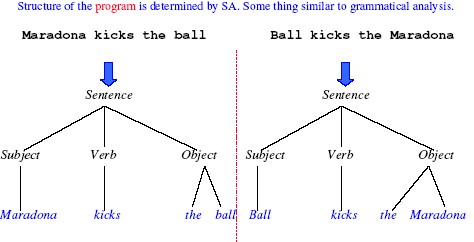 Structure of the program is determined by SA. Some thing similar to grammatical analysis.
Maradona kicks the ball
Sentence
Subject Verb Object
Maradona kicks the ball
Ball kicks the Maradona
Sentence
Subject Verb Object
Ball kicks the Maradona